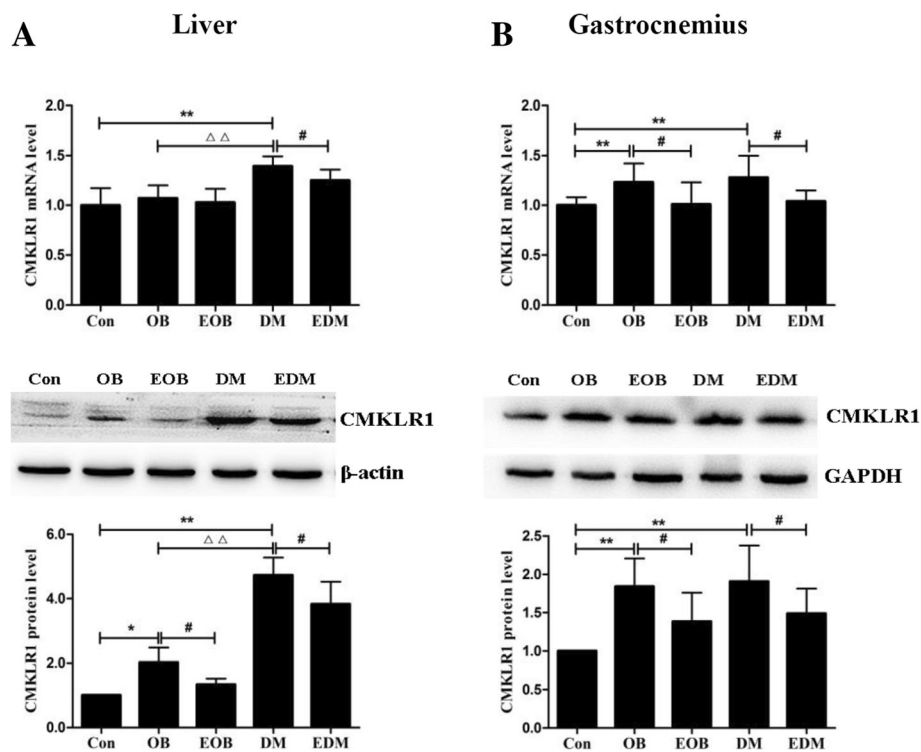 A
Liver
CMKLR1 mRNA level
2.0
1.5
1.0
0.5
0.0
**
△ △
#
Con OB EOB DM EDM
Con OB EOB DM EDM
CMKLR1
β-actin
CMKLR1 protein level
6.0
4.0
2.0
0.0
**
△ △
#
*
#
Con OB EOB DM EDM
B
Gastrocnemius
CMKLR1 mRNA level
2.0
1.5
1.0
0.5
0.0
**
**
#
#
Con OB EOB DM EDM
Con OB EOB DM EDM
CMKLR1
GAPDH
CMKLR1 protein level
2.5
2.0
1.5
1.0
0.5
0.0
**
#
**
#
Con OB EOB DM EDM